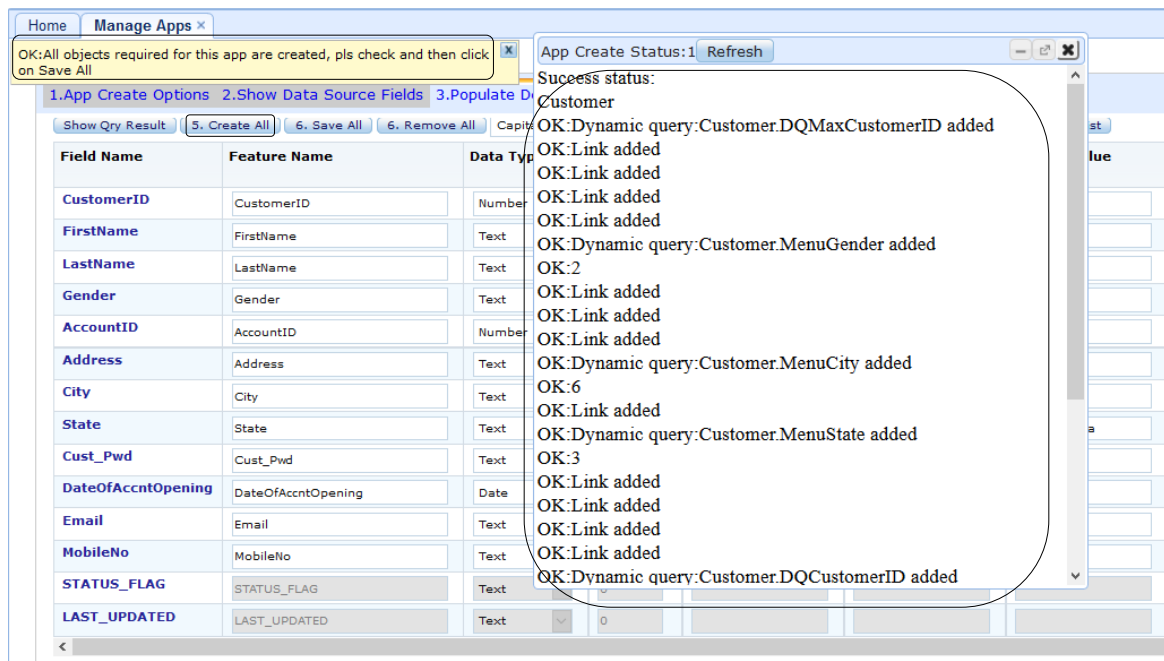 Home Manage Apps ×
OK:All objects required for this app are created, pls check and then click
on Save All
x
1.App Create Options 2.Show Data Source Fields 3.Populate
Show Qry Result 5. Create All 6. Save All 6. Remove All
Field Name Feature Name Data
CustomerID CustomerID Number
FirstName FirstName Text
LastName LastName Text
Gender Gender Text
AccountID AccountID Number
Address Address Text
City City Text
State State Text
Cust_Pwd Cust_Pwd Text
DateOfAccntOpening DateOfAccntOpening Date
Email Email Text
MobileNo MobileNo Text
STATUS_FLAG STATUS_FLAG Text 0
LAST_UPDATED LAST_UPDATED Text 0
App Create Status:1 Refresh
Success status:
Customer
OK:Dynamic query:Customer.DQMaxCustomerID added
OK:Link added
OK:Link added
OK:Link added
OK:Link added
OK:Dynamic query:Customer.MenuGender added
OK:2
OK:Link added
OK:Link added
OK:Link added
OK:Dynamic query:Customer.MenuCity added
OK:6
OK:Link added
OK:Dynamic query:Customer.MenuState added
OK:3
OK:Link added
OK:Link added
OK:Link added
OK:Link added
OK:Dynamic query:Customer.DQCustomerID added